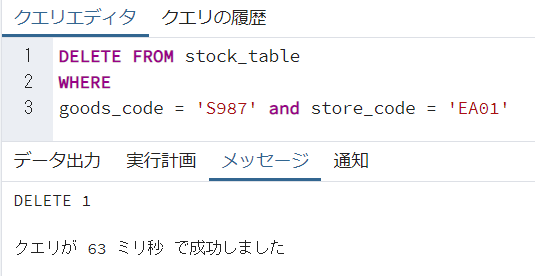 クエリエディタ クエリの履歴
1 DELETE FROM stock_table
2 WHERE
3 goods_code = 'S987' and store_code = 'EA01'
データ出力 実行計画 メッセージ 通知
DELETE 1
クエリが 63 ミリ秒 で成功しました